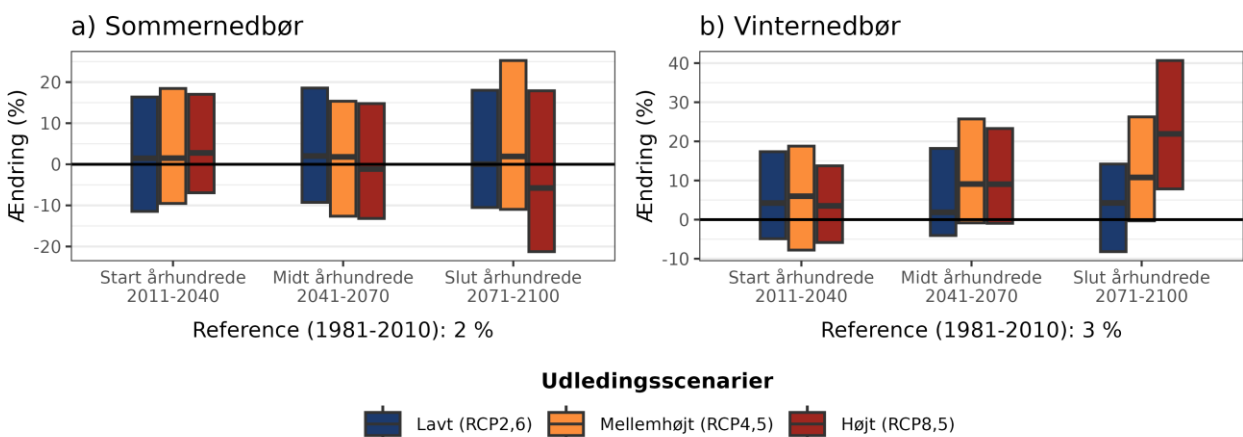 a) Sommernedbør
Ændring (%)
20
10
0
-10
-20
Start århundrede
2011-2040
Midt århundrede
2041-2070
Slut århundrede
2071-2100
Reference (1981-2010): 2 %
b) Vinternedbør
Ændring (%)
40
30
20
10
0
-10
Start århundrede
2011-2040
Midt århundrede
2041-2070
Slut århundrede
2071-2100
Reference (1981-2010): 3 %
Udledingsscenarier
Lavt (RCP2,6)
Mellemhøjt (RCP4,5)
Højt (RCP8,5)